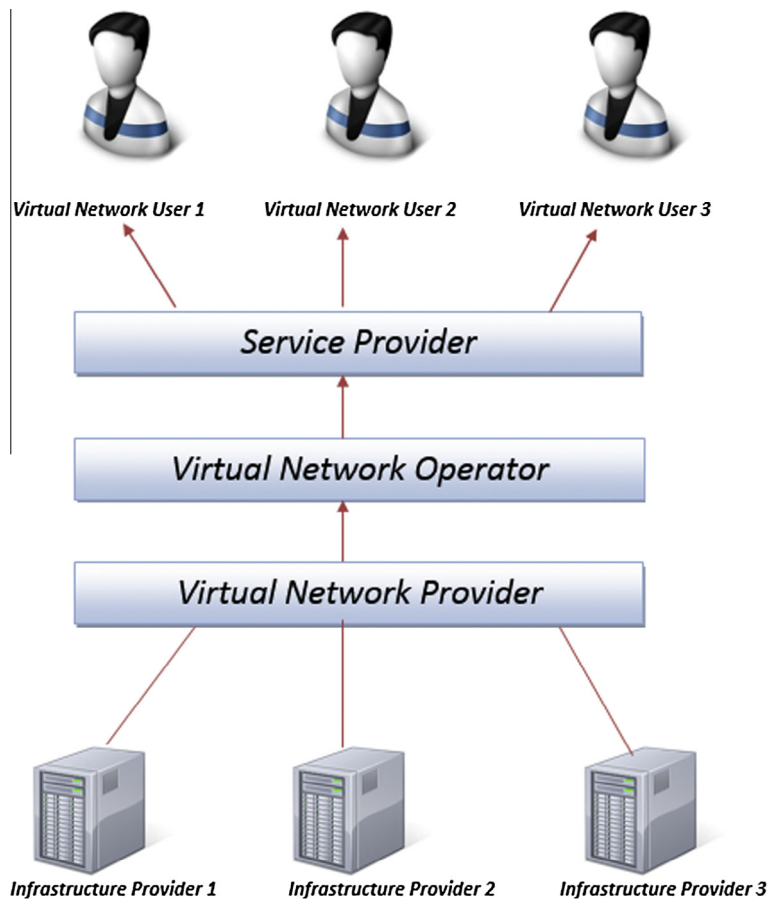 Virtual Network User 1
Virtual Network User 2
Virtual Network User 3
Service Provider
Virtual Network Operator
Virtual Network Provider
Infrastructure Provider 1
Infrastructure Provider 2
Infrastructure Provider 3